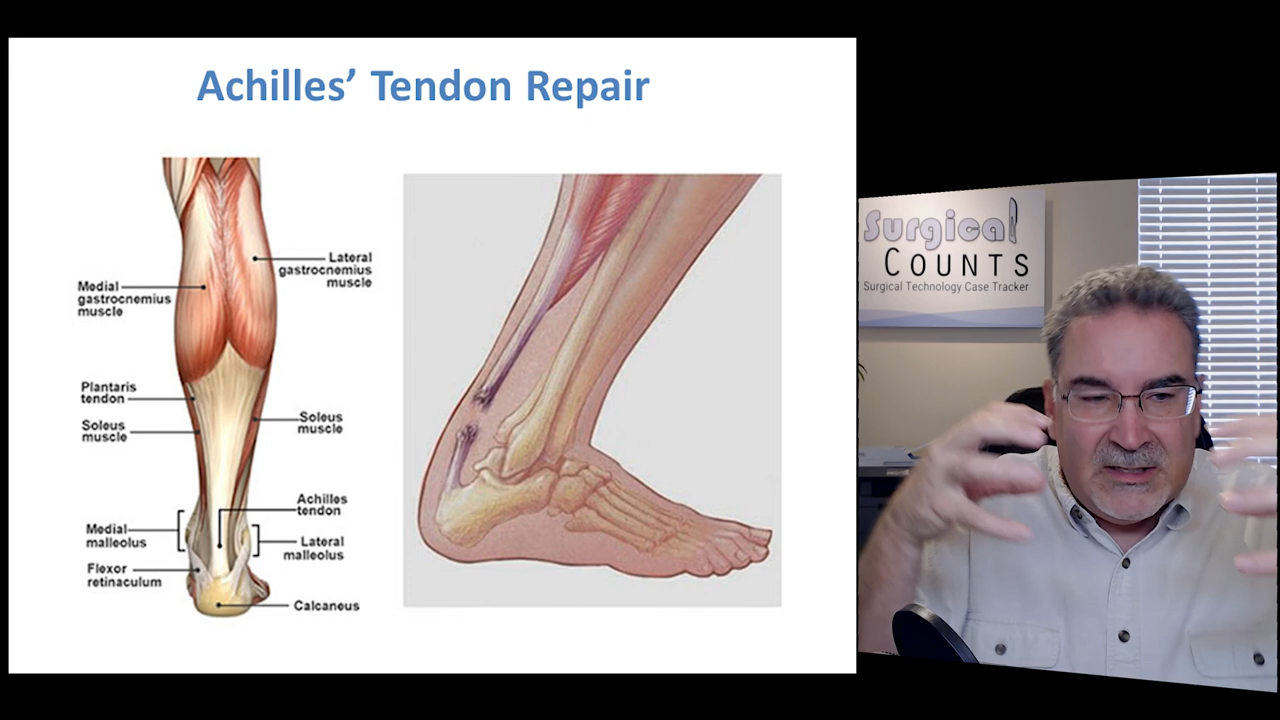 Achilles’ Tendon Repair
Lateral
gastrocnemius
muscle
Medial
gastrocnemius
muscle
Plantaris
tendon
Soleus
muscle
Soleus
muscle
Achilles
tendon
Medial
malleolus
Lateral
malleolus
Flexor
retinaculum
Calcaneus
Surgical
COUNTS
Surgical Technology Case Tracker